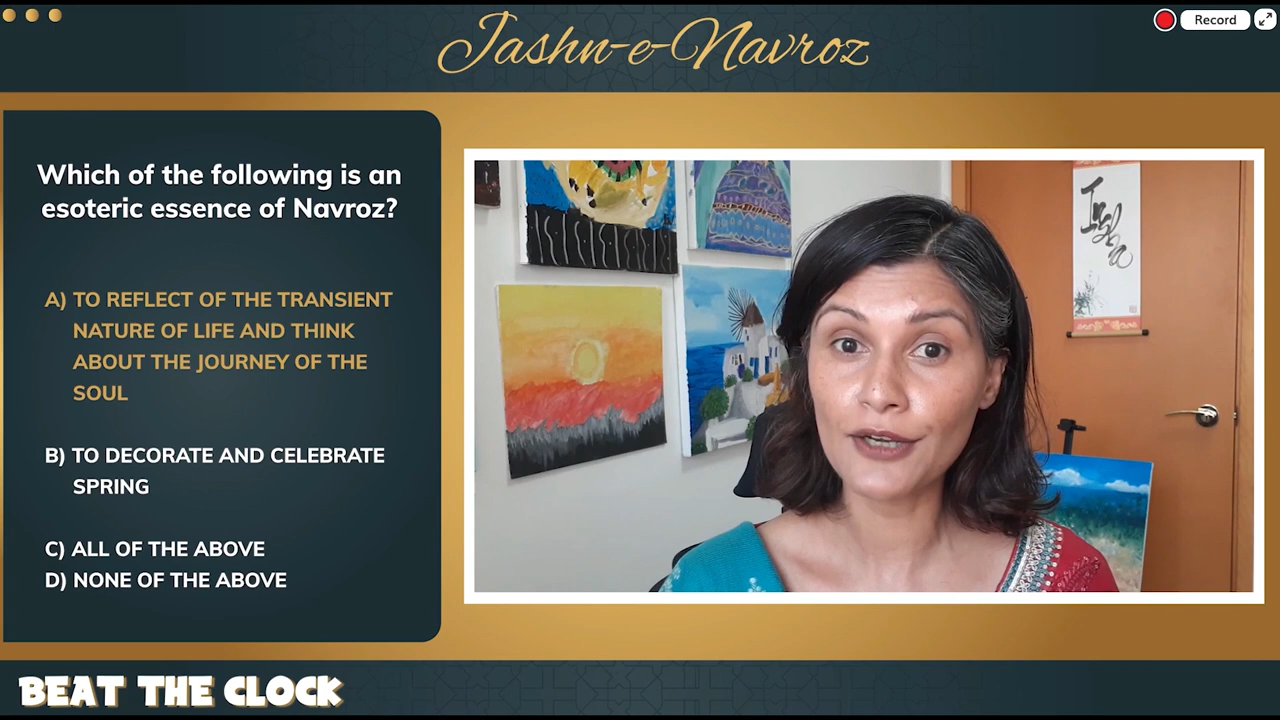 Record
Jashn-e-Navroz
Which of the following is an
esoteric essence of Navroz?
A) TO REFLECT OF THE TRANSIENT
NATURE OF LIFE AND THINK
ABOUT THE JOURNEY OF THE
SOUL
B) TO DECORATE AND CELEBRATE
SPRING
C) ALL OF THE ABOVE
D) NONE OF THE ABOVE
BEAT THE CLOCK